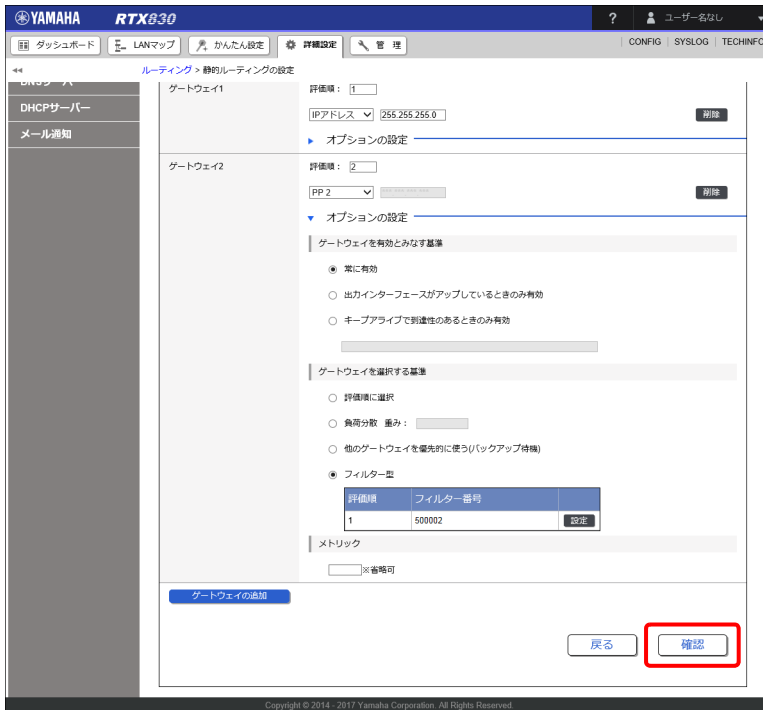 YAMAHA RTX830 ? ユーザー名なし
ダッシュボード LANマップ かんたん設定 詳細設定 管 理 CONFIG SYSLOG TECHINFO
ルーティング > 静的ルーティングの設定
DHCPサーバー
メール通知
ゲートウェイ1 評価順： 1
IPアドレス 255.255.255.0 削除
オプションの設定
ゲートウェイ2 評価順： 2
PP 2 *** *** *** *** 削除
オプションの設定
ゲートウェイを有効とみなす基準
常に有効
出力インターフェースがアップしているときのみ有効
キープアライブで到達性のあるときのみ有効
ゲートウェイを選択する基準
評価順に選択
負荷分散 重み：
他のゲートウェイを優先的に使う(バックアップ待機)
フィルター型
評価順 フィルター番号
1 500002 設定
メトリック
※省略可
ゲートウェイの追加
戻る 確認
Copyright © 2014 - 2017 Yamaha Corporation. All Rights Reserved.